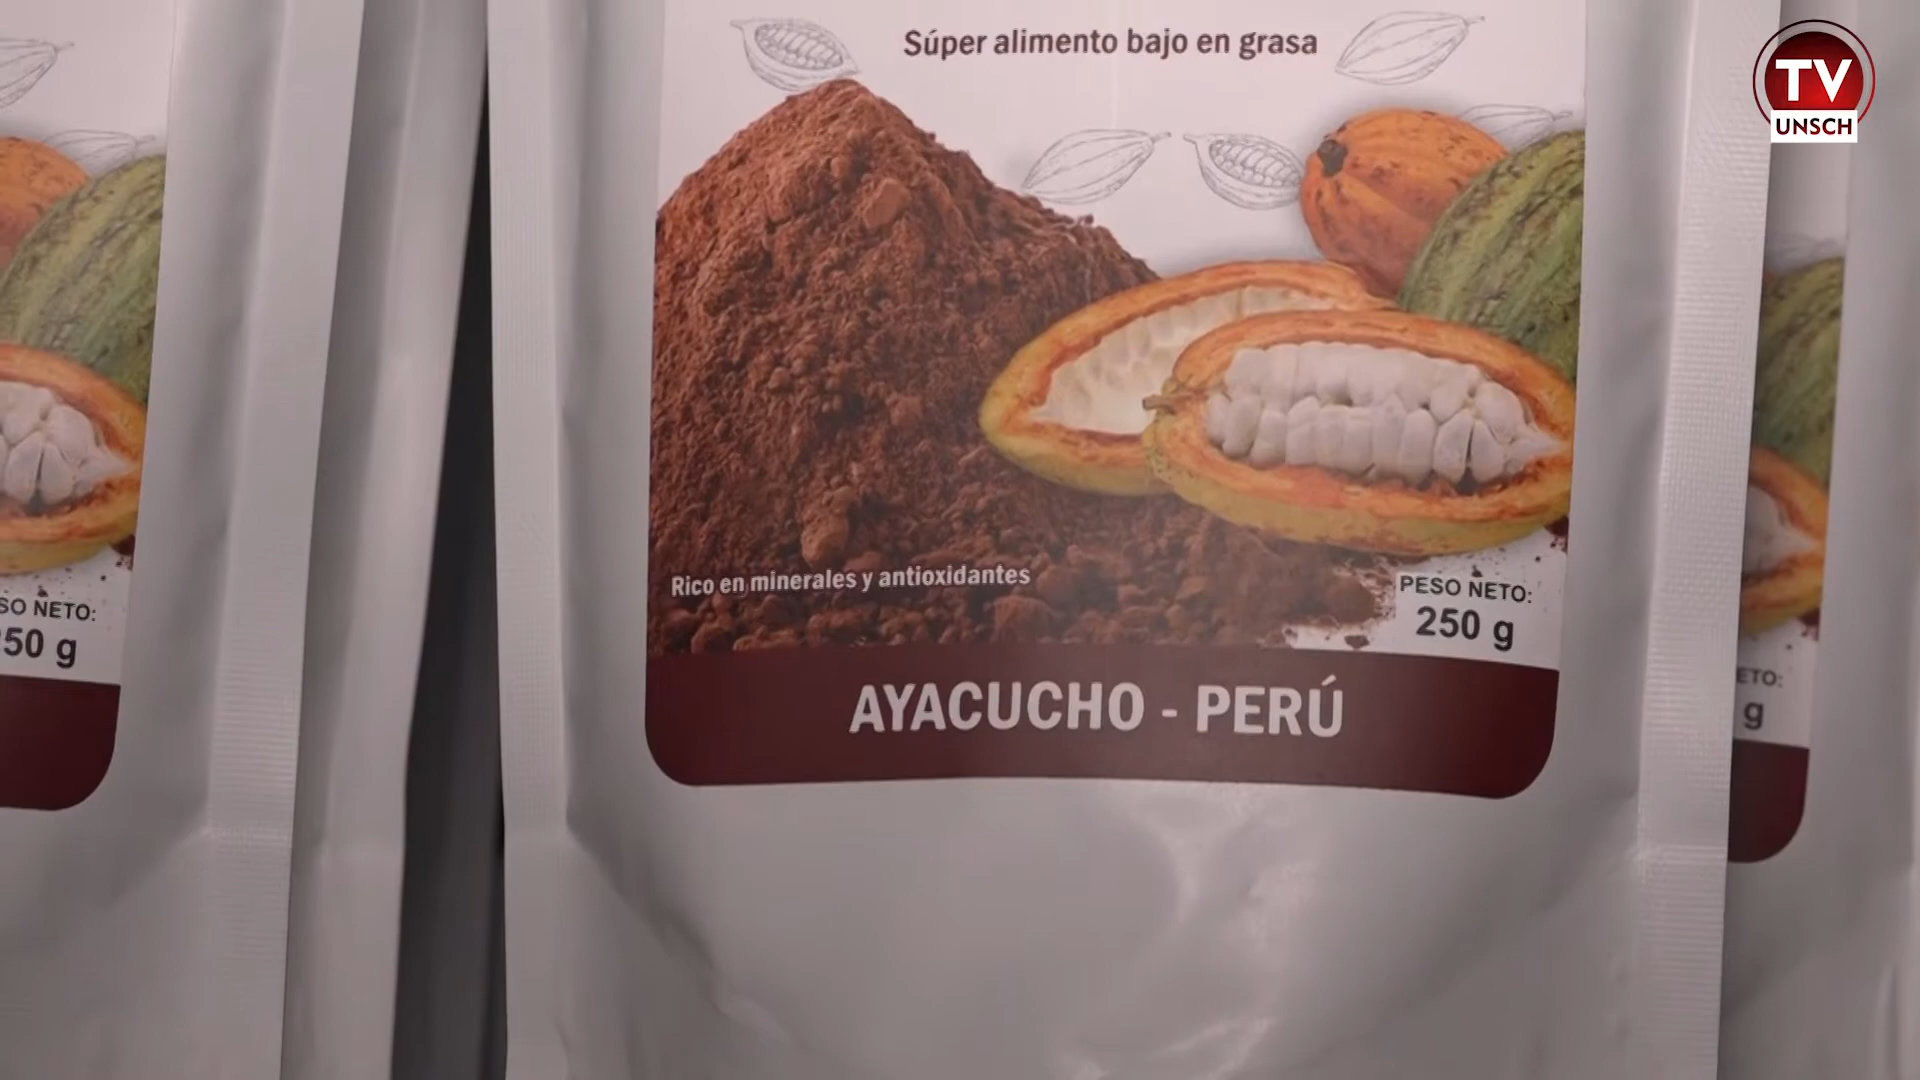 Súper alimento bajo en grasa
TV
UNSCH
Rico en minerales y antioxidantes
PESO NETO:
250 g
AYACUCHO - PERÚ
SO NETO:
50 g
ETO:
g